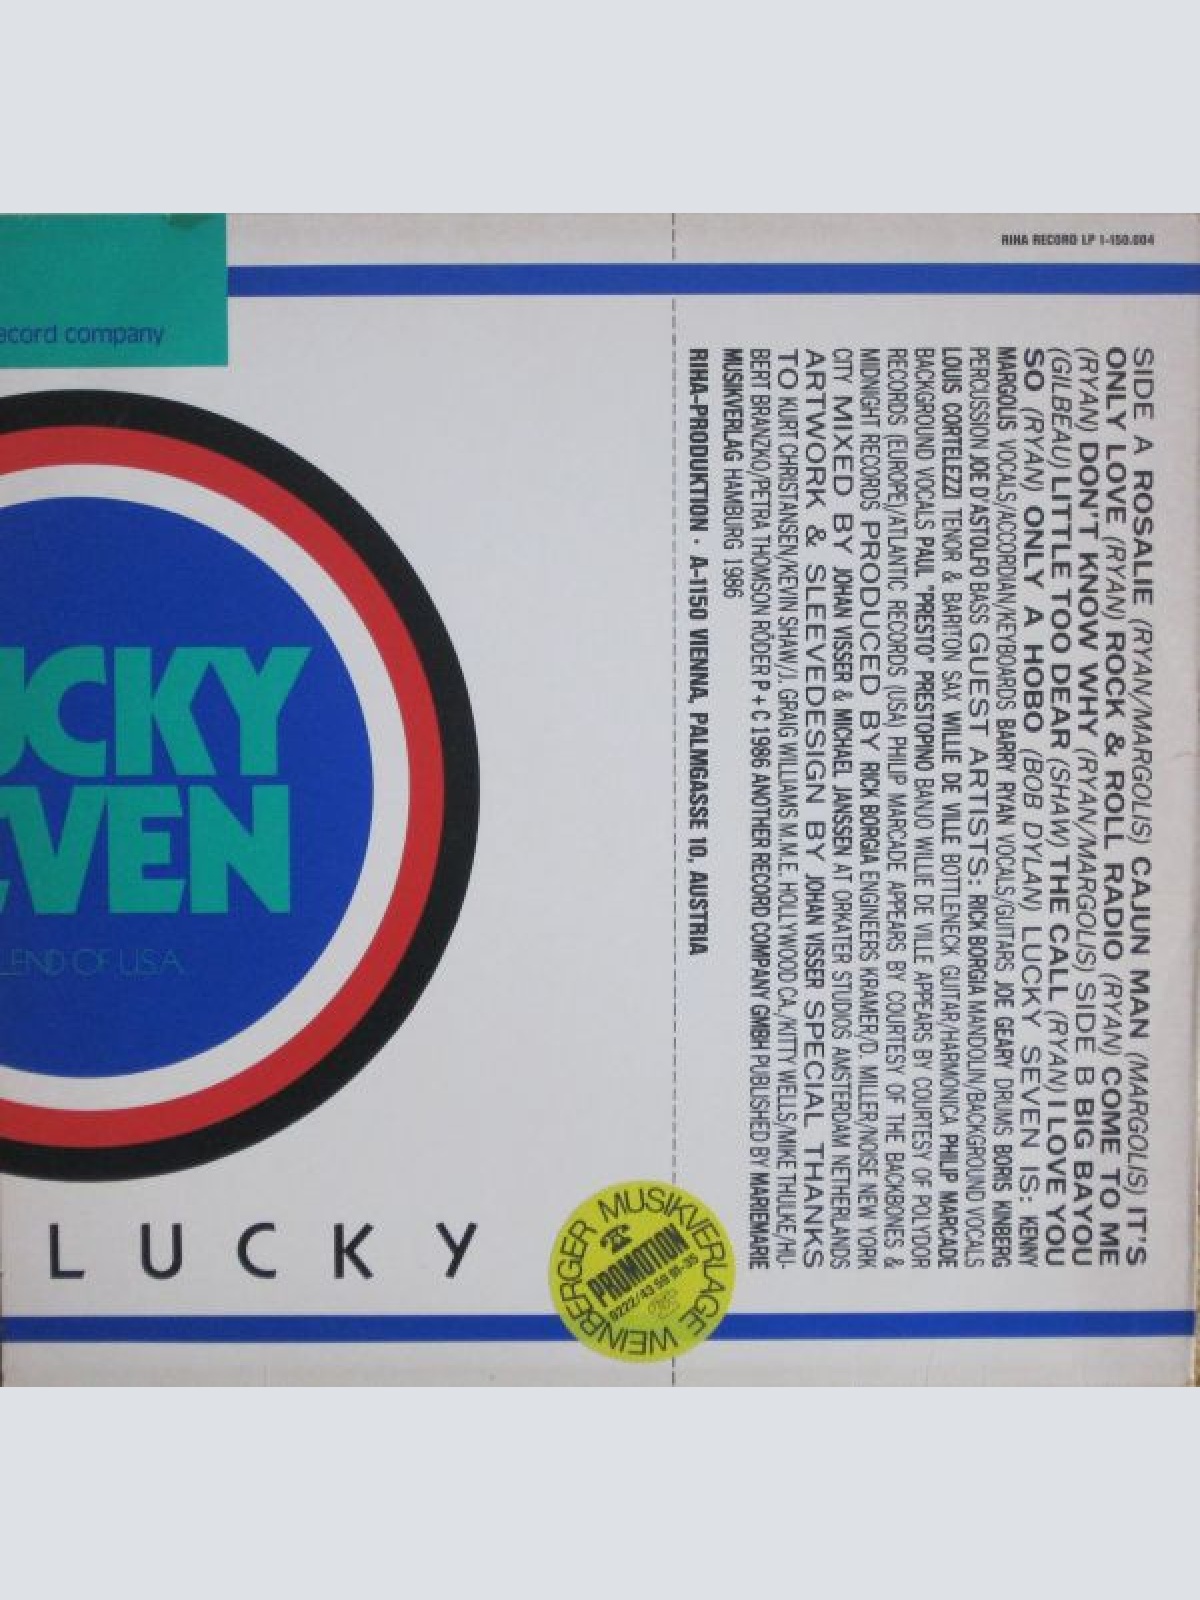 RIHA RECORD LP 1-150.004
ecord company
UCKY
EVEN
LEND OF U.S.A.
LUCKY
SIDE A ROSALIE (RYAN/MARGOLIS) CAJUN MAN (MARGOLIS) IT'S
ONLY LOVE (RYAN) ROCK & ROLL RADIO (RYAN) COME TO ME
(RYAN) DON'T KNOW WHY (RYAN/MARGOLIS) SIDE B BIG BAYOU
(GILBEAU) LITTLE TOO DEAR (SHAW) THE CALL (RYAN) I LOVE YOU
SO (RYAN) ONLY A HOBO (BOB DYLAN) LUCKY SEVEN IS: KENNY
MARGOLIS VOCALS/ACCORDIAN/KEYBOARDS BARRY RYAN VOCALS/GUITARS JOE GEARY DRUMS BORIS KINBERG
PERCUSSION JOE D'ASTOLFO BASS GUEST ARTISTS: RICK BORGIA MANDOLIN/BACKGROUND VOCALS
LOUIS CORTELEZZI TENOR & BARITON SAX WILLIE DE VILLE BOTTLENECK GUITAR/HARMONICA PHILIP MARCADE
BACKGROUND VOCALS PAUL "PRESTO" PRESTOPINO BANJO WILLIE DE VILLE APPEARS BY COURTESY OF POLYDOR
RECORDS (EUROPE)/ATLANTIC RECORDS (USA) PHILIP MARCADE APPEARS BY COURTESY OF THE BACKBONES &
MIDNIGHT RECORDS PRODUCED BY RICK BORGIA ENGINEERS KRAMER/D. MILLER/NOISE NEW YORK
CITY MIXED BY JOHAN VISSER & MICHAEL JANSSEN AT ORKATER STUDIOS AMSTERDAM NETHERLANDS
ARTWORK & SLEEVEDESIGN BY JOHAN VISSER SPECIAL THANKS
TO KURT CHRISTANSEN/KEVIN SHAW/J. GRAIG WILLIAMS M.M.E. HOLLYWOOD CA./KITTY WELLS/MIKE THULKE/HU-
BERT BRANZKO/PETRA THOMSON RÖDER P + C 1986 ANOTHER RECORD COMPANY GMBH PUBLISHED BY MARIEMARIE
MUSIKVERLAG HAMBURG 1986
RIHA-PRODUKTION · A-1150 VIENNA, PALMGASSE 10, AUSTRIA
WEINBERGER MUSIKVERLAGE
PROMOTION